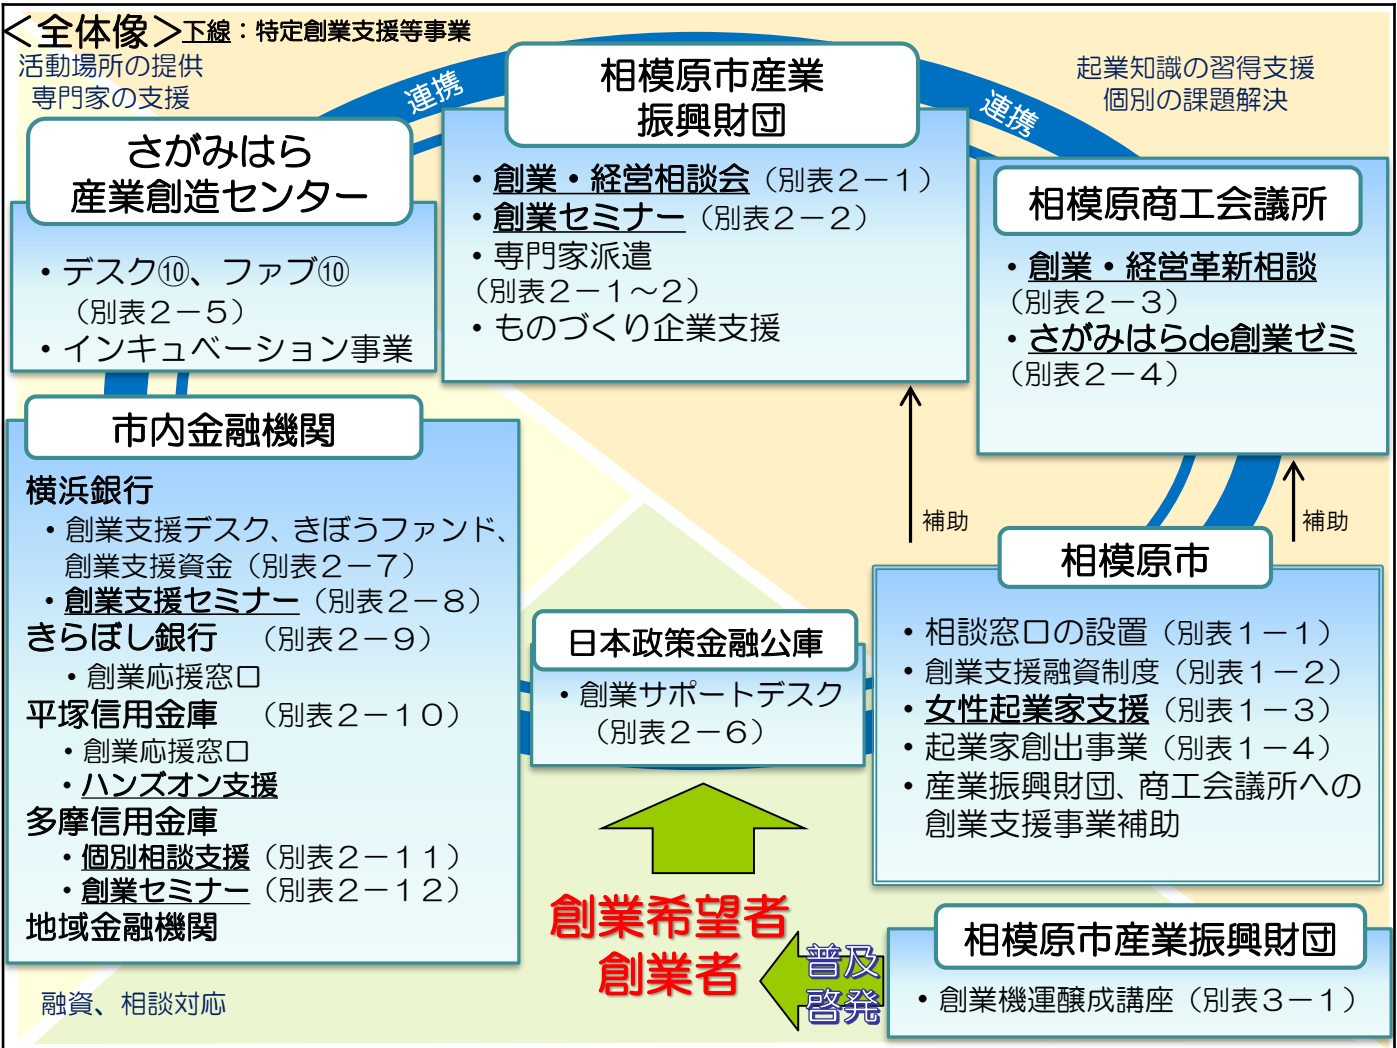 ＜全体像＞下線：特定創業支援等事業
活動場所の提供
専門家の支援
連携
連携
起業知識の習得支援
個別の課題解決
相模原市産業
振興財団
・創業・経営相談会（別表２－１）
・創業セミナー（別表２－２）
・専門家派遣
（別表２－１～２）
・ものづくり企業支援
さがみはら
産業創造センター
・デスク⑩、ファブ⑩
（別表２－５）
・インキュベーション事業
相模原商工会議所
・創業・経営革新相談
（別表２－３）
・さがみはらde創業ゼミ
（別表２－４）
市内金融機関
横浜銀行
・創業支援デスク、きぼうファンド、
創業支援資金（別表２－７）
・創業支援セミナー（別表２－８）
きらぼし銀行　（別表２－９）
・創業応援窓口
平塚信用金庫　（別表２－１０）
・創業応援窓口
・ハンズオン支援
多摩信用金庫
・個別相談支援（別表２－１１）
・創業セミナー（別表２－１２）
地域金融機関
融資、相談対応
日本政策金融公庫
・創業サポートデスク
（別表２－６）
補助
補助
相模原市
・相談窓口の設置（別表１－１）
・創業支援融資制度（別表１－２）
・女性起業家支援（別表１－３）
・起業家創出事業（別表１－４）
・産業振興財団、商工会議所への
創業支援事業補助
創業希望者
創業者
普及
啓発
相模原市産業振興財団
・創業機運醸成講座（別表３－１）